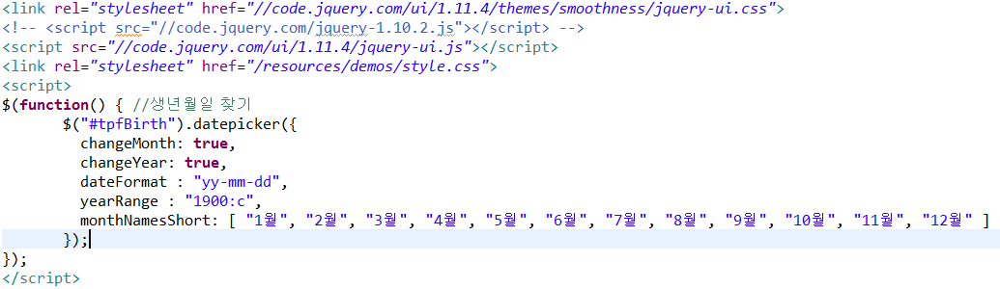 <link rel="stylesheet" href="//code.jquery.com/ui/1.11.4/themes/smoothness/jquery-ui.css">
<!-- <script src="//code.jquery.com/jquery-1.10.2.js"></script> -->
<script src="//code.jquery.com/ui/1.11.4/jquery-ui.js"></script>
<link rel="stylesheet" href="/resources/demos/style.css">
<script>
$(function() { //생년월일 찾기
$("#tpfBirth").datepicker({
changeMonth: true,
changeYear: true,
dateFormat : "yy-mm-dd",
yearRange : "1900:c",
monthNamesShort: [ "1월", "2월", "3월", "4월", "5월", "6월", "7월", "8월", "9월", "10월", "11월", "12월" ]
});
});
</script>